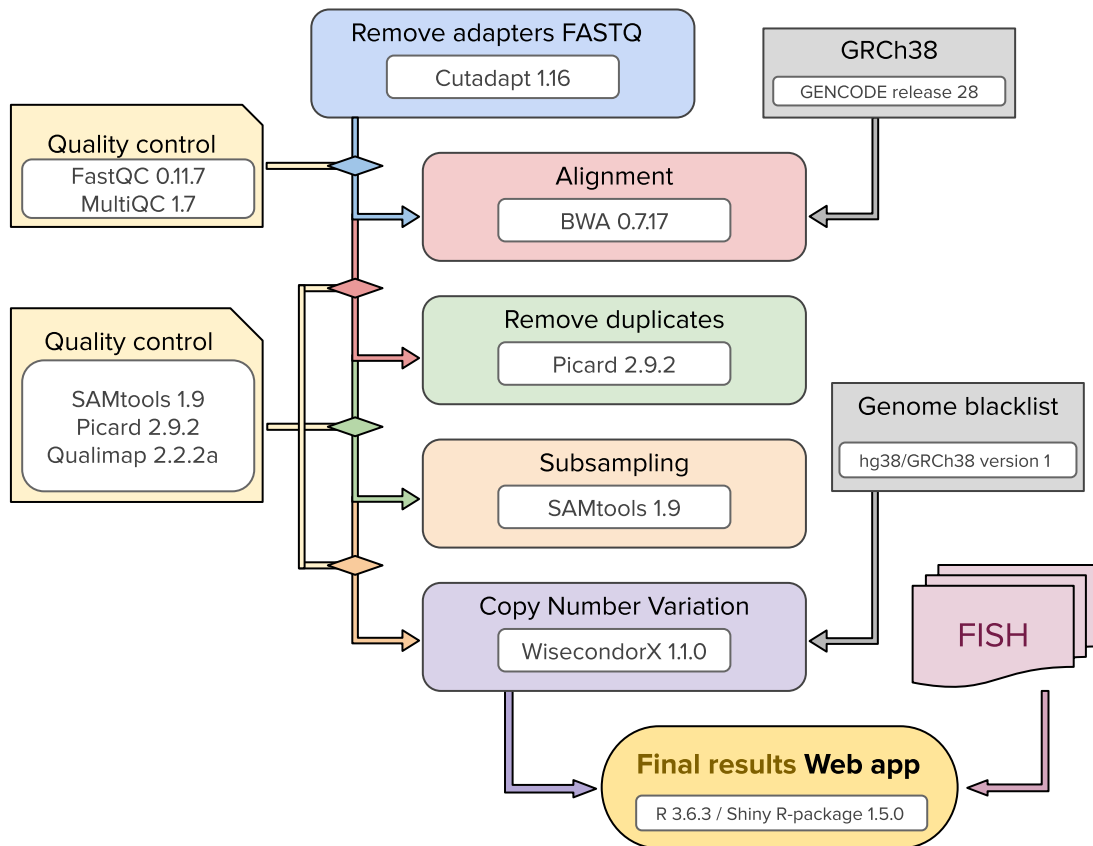 Remove adapters FASTQ
Cutadapt 1.16
GRCh38
GENCODE release 28
Quality control
FastQC 0.11.7
MultiQC 1.7
Alignment
BWA 0.7.17
Remove duplicates
Picard 2.9.2
Quality control
SAMtools 1.9
Picard 2.9.2
Qualimap 2.2.2a
Genome blacklist
hg38/GRCh38 version 1
Subsampling
SAMtools 1.9
Copy Number Variation
WisecondorX 1.1.0
FISH
Final results Web app
R 3.6.3 / Shiny R-package 1.5.0